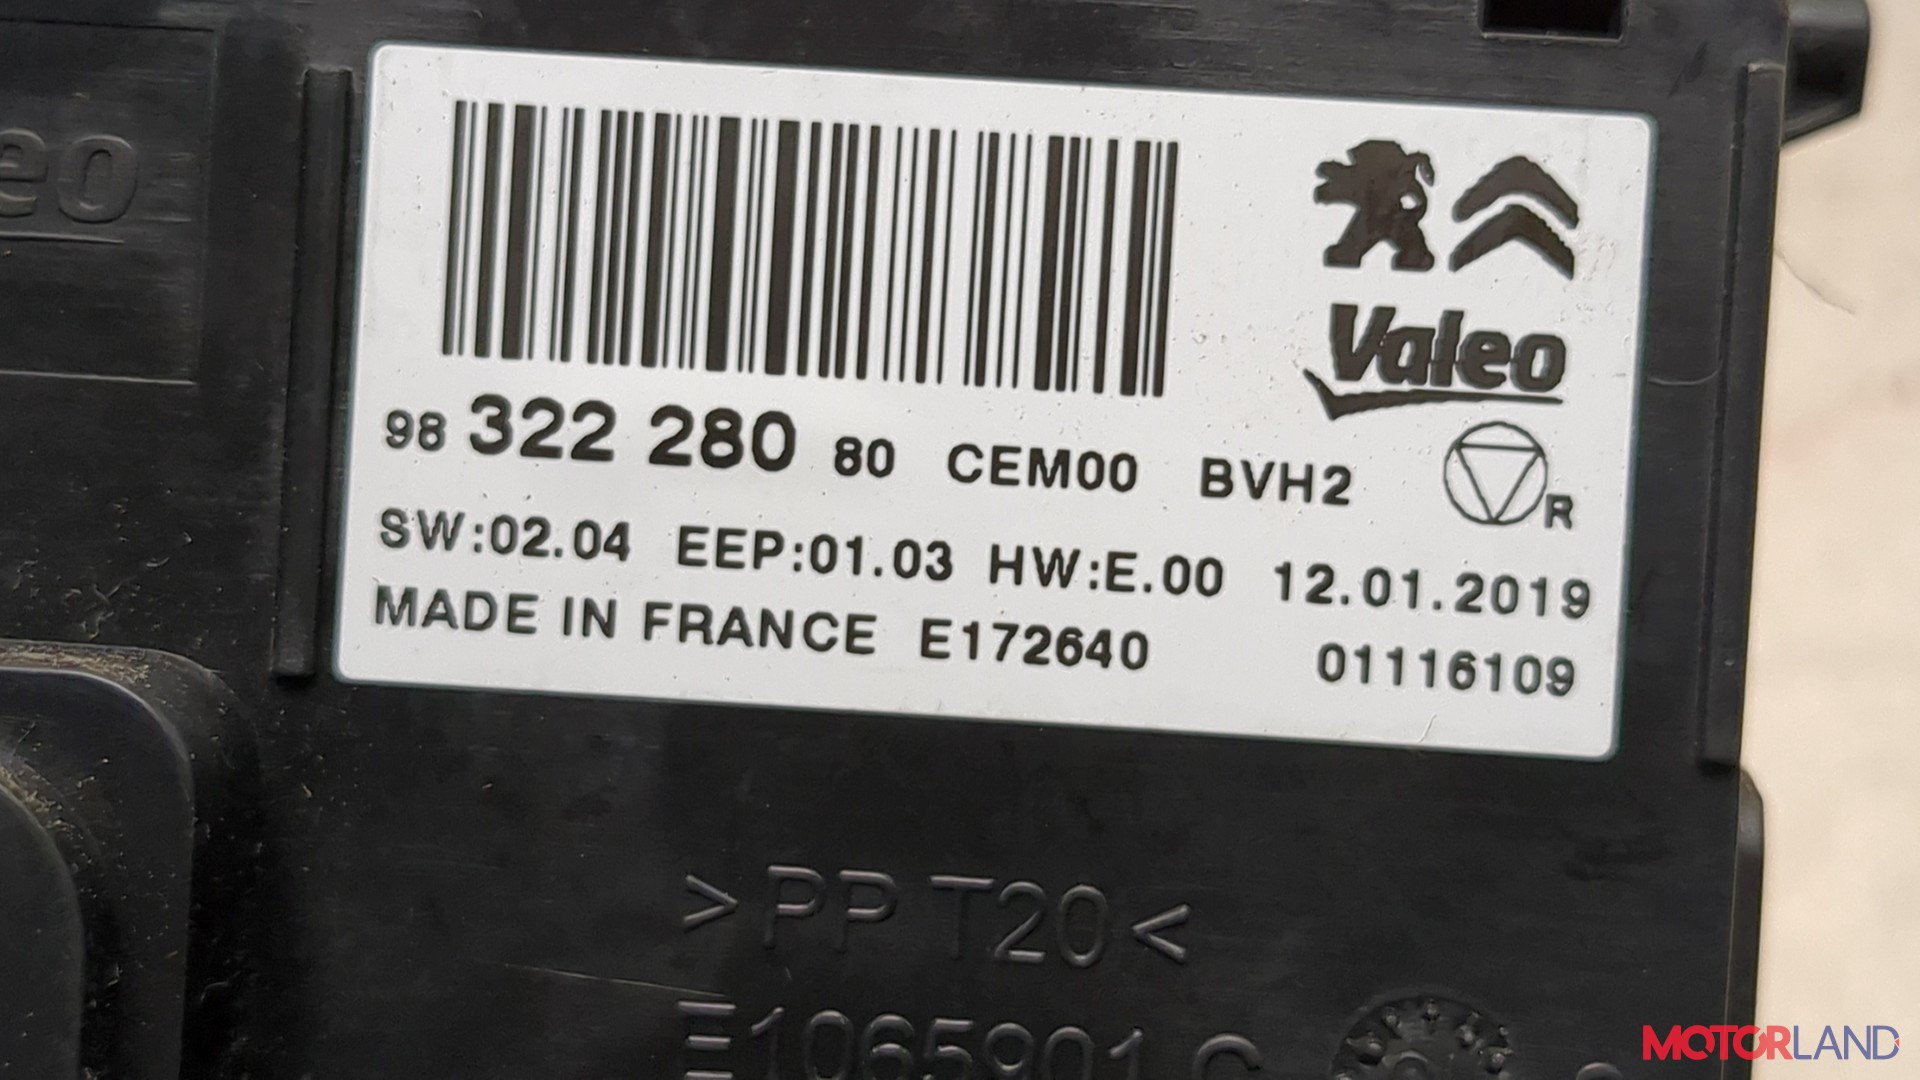 eo
Valeo
98 322 280 80 CEM00 BVH2
R
SW:02.04 EEP:01.03 HW:E.00 12.01.2019
MADE IN FRANCE E172640 01116109
>PP T20<
E1065901 C
MOTORLAND